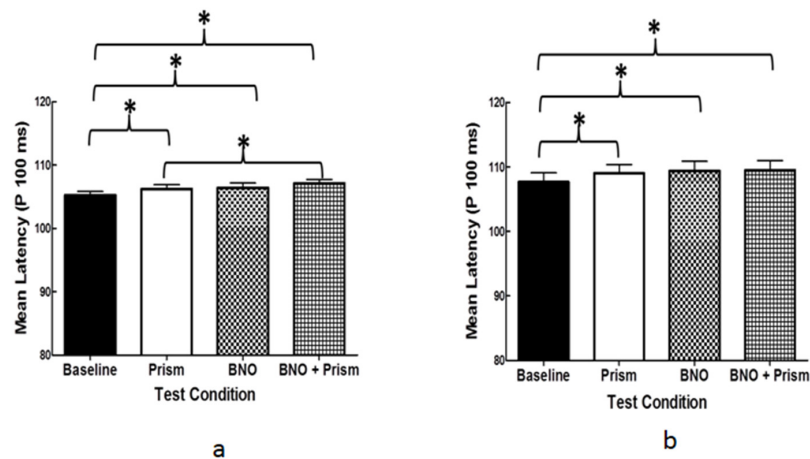 *
*
*
*
120
110
100
90
80
Mean Latency (P 100 ms)
Baseline Prism BNO BNO + Prism
Test Condition
a
*
*
*
120
110
100
90
80
Mean Latency (P 100 ms)
Baseline Prism BNO BNO + Prism
Test Condition
b